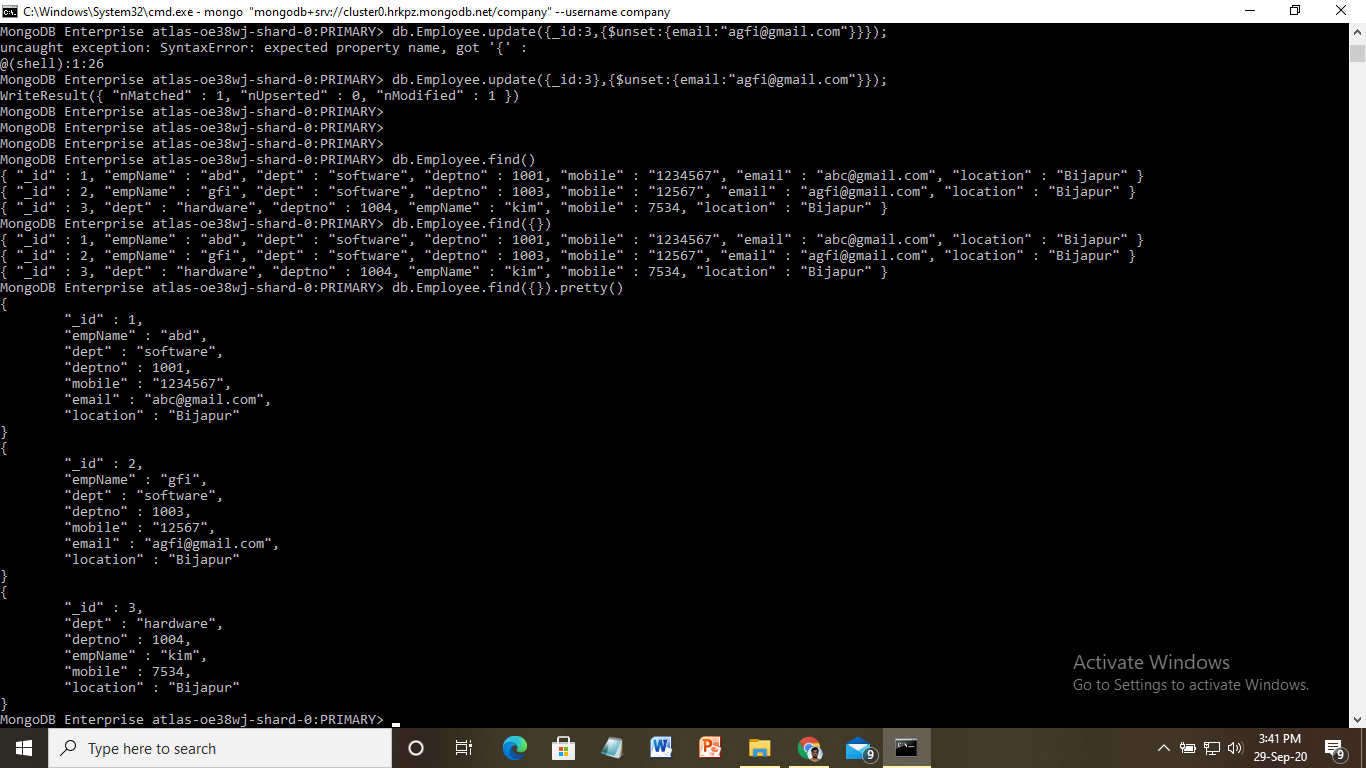 C:\Windows\System32\cmd.exe - mongo "mongodb+srv://cluster0.hrkpz.mongodb.net/company" --username company
MongoDB Enterprise atlas-oe38wj-shard-0:PRIMARY> db.Employee.update({_id:3,{$unset:{email:"agfi@gmail.com"}}});
uncaught exception: SyntaxError: expected property name, got '{' :
@(shell):1:26
MongoDB Enterprise atlas-oe38wj-shard-0:PRIMARY> db.Employee.update({_id:3},{$unset:{email:"agfi@gmail.com"}});
WriteResult({ "nMatched" : 1, "nUpserted" : 0, "nModified" : 1 })
MongoDB Enterprise atlas-oe38wj-shard-0:PRIMARY>
MongoDB Enterprise atlas-oe38wj-shard-0:PRIMARY>
MongoDB Enterprise atlas-oe38wj-shard-0:PRIMARY>
MongoDB Enterprise atlas-oe38wj-shard-0:PRIMARY> db.Employee.find()
{ "_id" : 1, "empName" : "abd", "dept" : "software", "deptno" : 1001, "mobile" : "1234567", "email" : "abc@gmail.com", "location" : "Bijapur" }
{ "_id" : 2, "empName" : "gfi", "dept" : "software", "deptno" : 1003, "mobile" : "12567", "email" : "agfi@gmail.com", "location" : "Bijapur" }
{ "_id" : 3, "dept" : "hardware", "deptno" : 1004, "empName" : "kim", "mobile" : 7534, "location" : "Bijapur" }
MongoDB Enterprise atlas-oe38wj-shard-0:PRIMARY> db.Employee.find({})
{ "_id" : 1, "empName" : "abd", "dept" : "software", "deptno" : 1001, "mobile" : "1234567", "email" : "abc@gmail.com", "location" : "Bijapur" }
{ "_id" : 2, "empName" : "gfi", "dept" : "software", "deptno" : 1003, "mobile" : "12567", "email" : "agfi@gmail.com", "location" : "Bijapur" }
{ "_id" : 3, "dept" : "hardware", "deptno" : 1004, "empName" : "kim", "mobile" : 7534, "location" : "Bijapur" }
MongoDB Enterprise atlas-oe38wj-shard-0:PRIMARY> db.Employee.find({}).pretty()
{
"_id" : 1,
"empName" : "abd",
"dept" : "software",
"deptno" : 1001,
"mobile" : "1234567",
"email" : "abc@gmail.com",
"location" : "Bijapur"
}
{
"_id" : 2,
"empName" : "gfi",
"dept" : "software",
"deptno" : 1003,
"mobile" : "12567",
"email" : "agfi@gmail.com",
"location" : "Bijapur"
}
{
"_id" : 3,
"dept" : "hardware",
"deptno" : 1004,
"empName" : "kim",
"mobile" : 7534,
"location" : "Bijapur"
}
MongoDB Enterprise atlas-oe38wj-shard-0:PRIMARY>
Activate Windows
Go to Settings to activate Windows.
Type here to search
9
3:41 PM
29-Sep-20
9